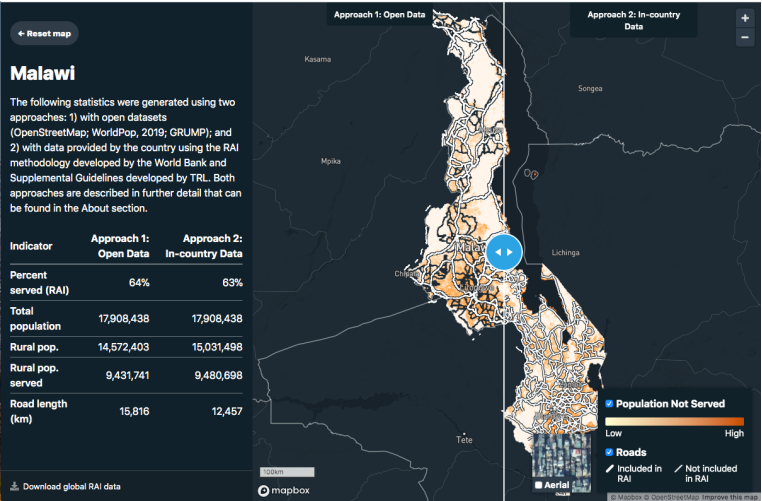 ← Reset map
Malawi
The following statistics were generated using two
approaches: 1) with open datasets
(OpenStreetMap; WorldPop, 2019; GRUMP); and
2) with data provided by the country using the RAI
methodology developed by the World Bank and
Supplemental Guidelines developed by TRL. Both
approaches are described in further detail that can
be found in the About section.
Indicator
Approach 1:
Open Data
Approach 2:
In-country Data
Percent
served (RAI)
64%
63%
Total
population
17,908,438
17,908,438
Rural pop.
14,572,403
15,031,498
Rural pop.
served
9,431,741
9,480,698
Road length
(km)
15,816
12,457
Download global RAI data
Approach 1: Open Data
Approach 2: In-country
Data
+
−
Kasama
Songea
Mpika
Lichinga
Tete
100km
mapbox
Population Not Served
Low
High
Roads
Included in
RAI
Not included
in RAI
Aerial
© Mapbox © OpenStreetMap Improve this map